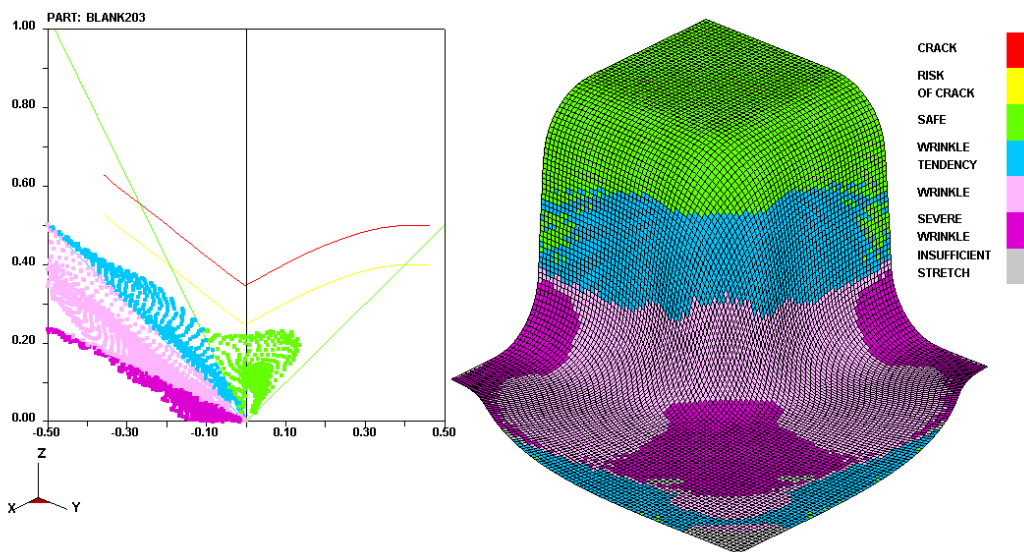 PART: BLANK203
1.00
0.80
0.60
0.40
0.20
0.00
-0.50
-0.30
-0.10
0.10
0.30
0.50
Z
X
Y
CRACK
RISK
OF CRACK
SAFE
WRINKLE
TENDENCY
WRINKLE
SEVERE
WRINKLE
INSUFFICIENT
STRETCH